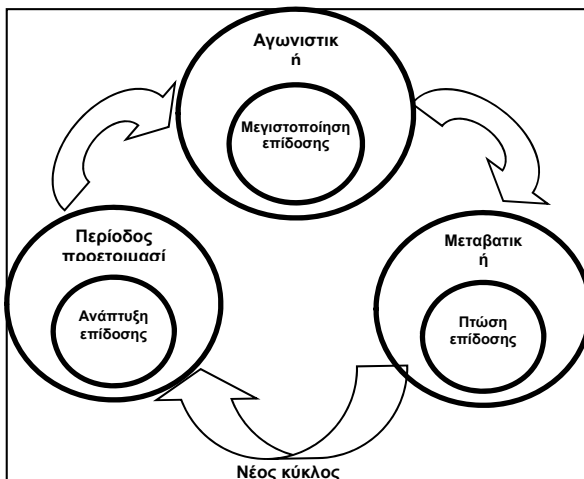 Αγωνιστικ
ή
Μεγιστοποίηση
επίδοσης
Περίοδος
προετοιμασί
Ανάπτυξη
επίδοσης
Μεταβατικ
ή
Πτώση
επίδοσης
Νέος κύκλος